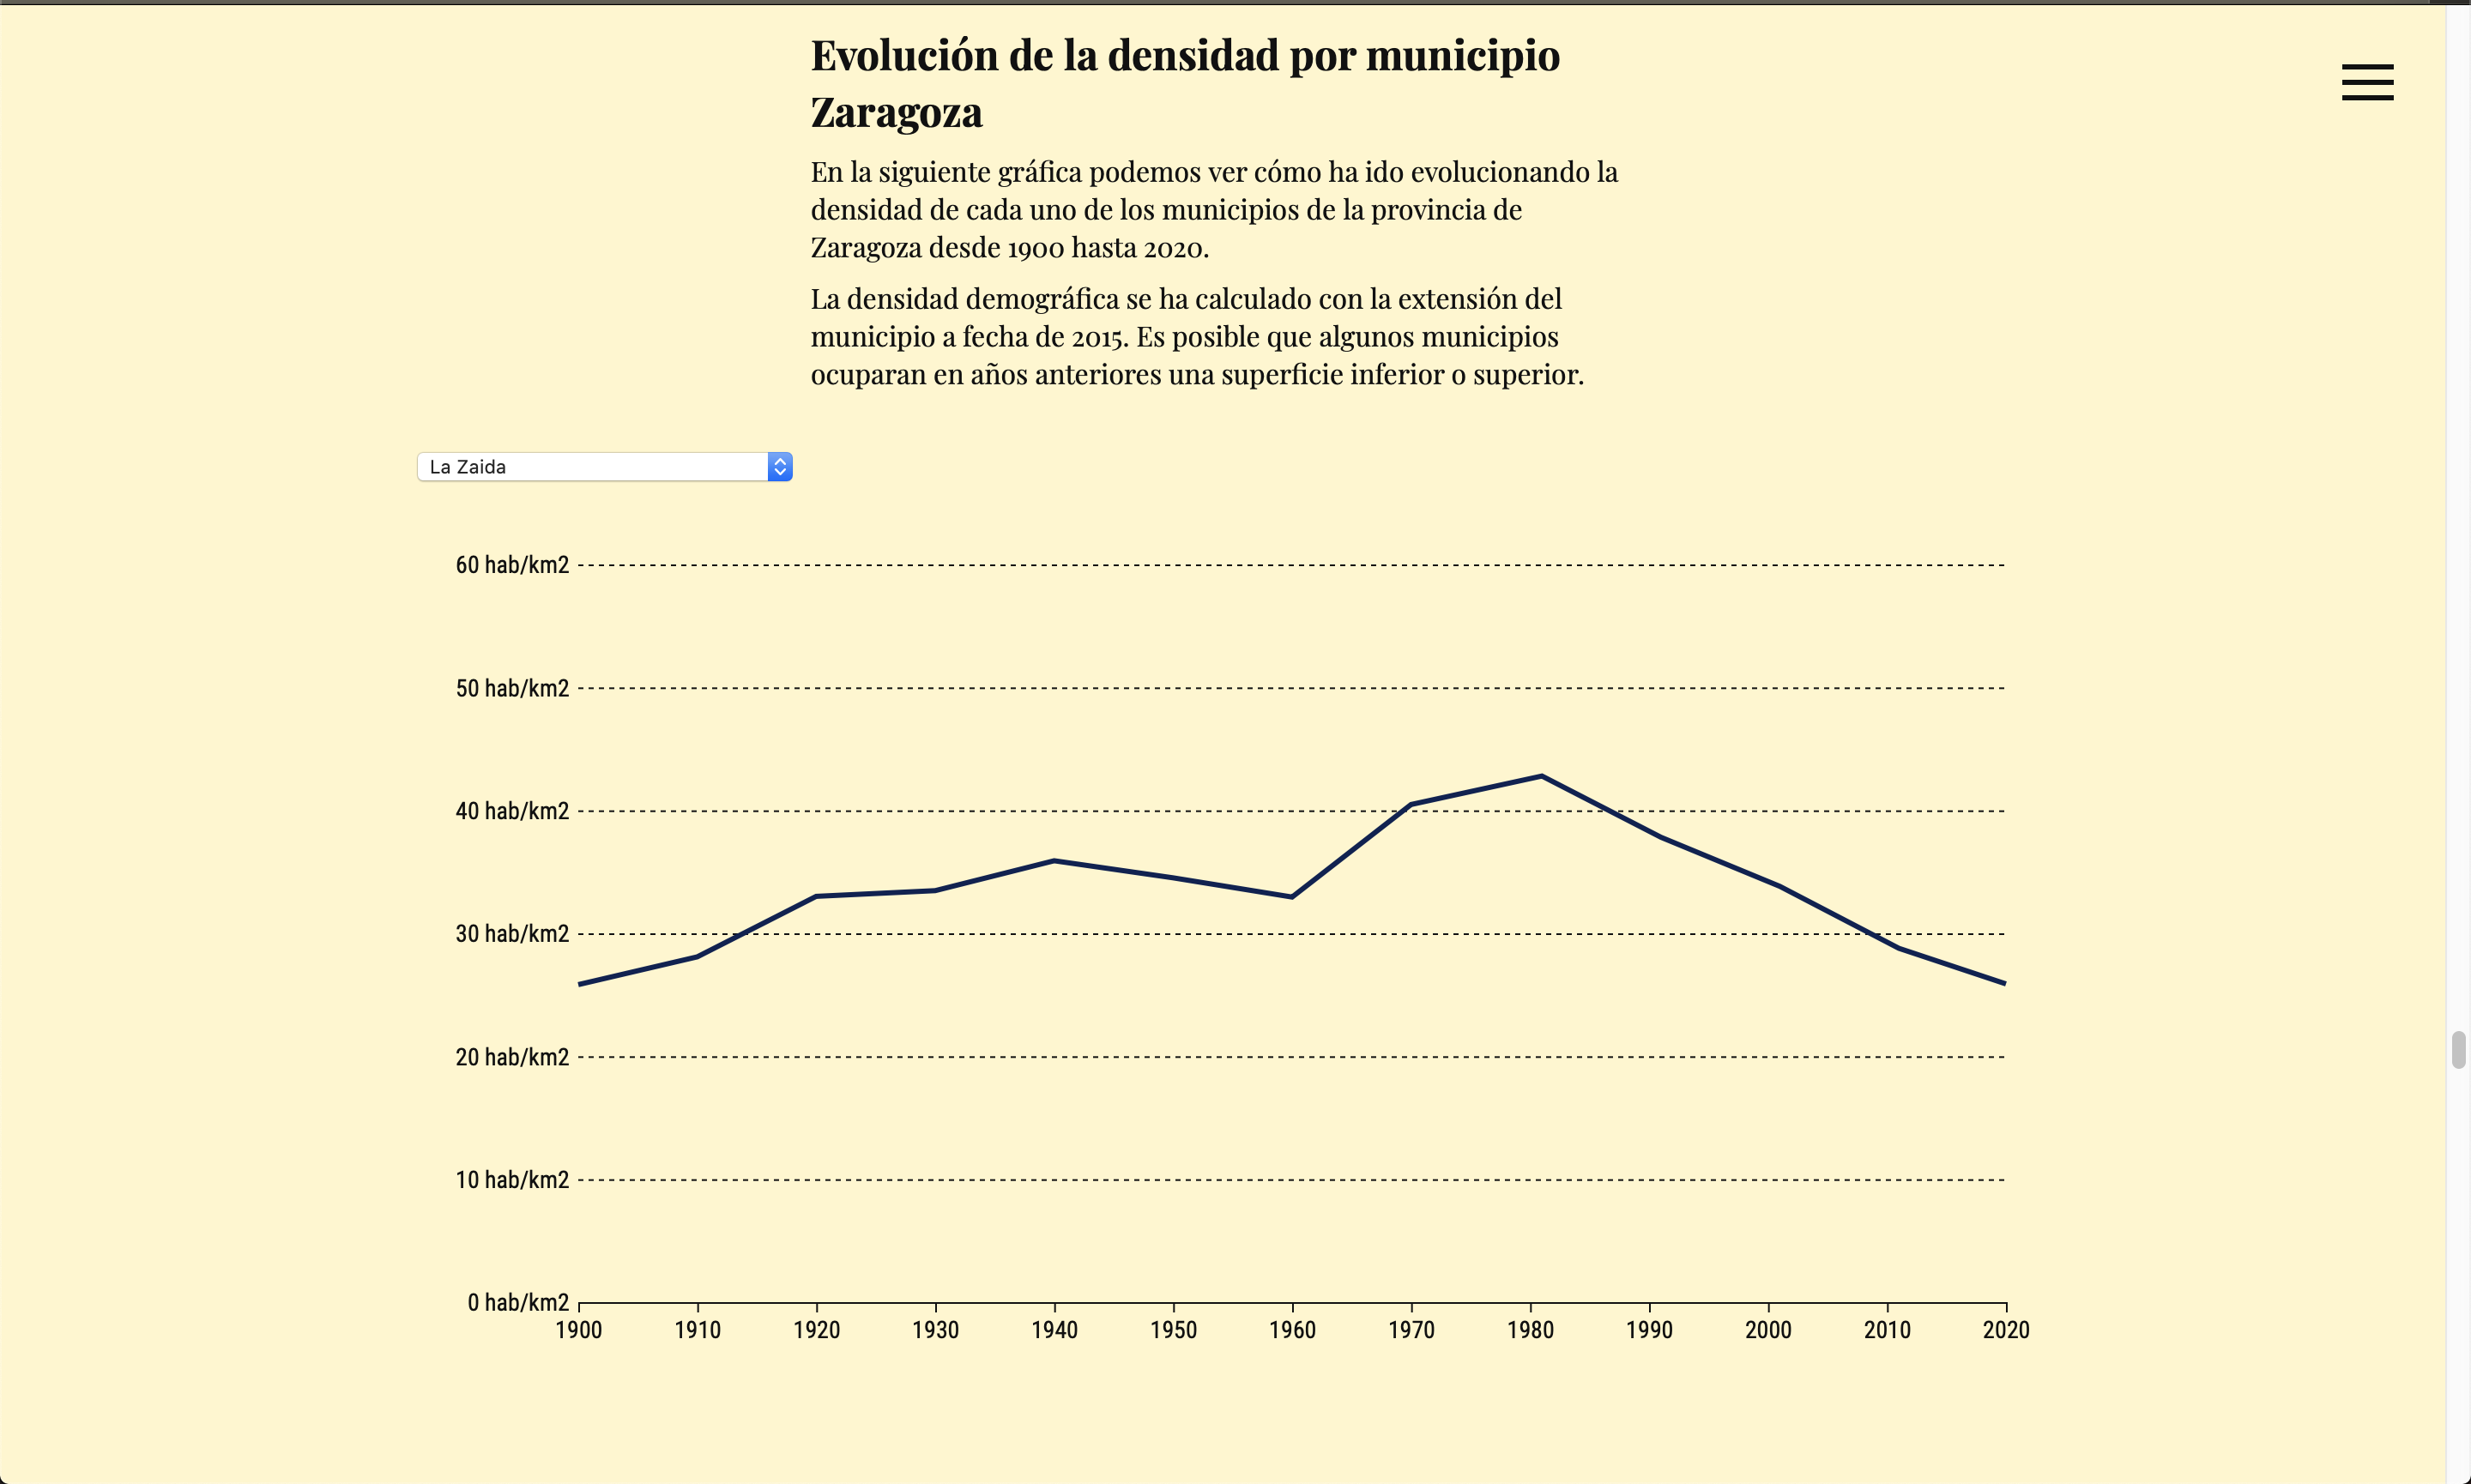 Evolución de la densidad por municipio
Zaragoza
En la siguiente gráfica podemos ver cómo ha ido evolucionando la
densidad de cada uno de los municipios de la provincia de
Zaragoza desde 1900 hasta 2020.
La densidad demográfica se ha calculado con la extensión del
municipio a fecha de 2015. Es posible que algunos municipios
ocuparan en años anteriores una superficie inferior o superior.
La Zaida
60 hab/km2
50 hab/km2
40 hab/km2
30 hab/km2
20 hab/km2
10 hab/km2
0 hab/km2
1900 1910 1920 1930 1940 1950 1960 1970 1980 1990 2000 2010 2020